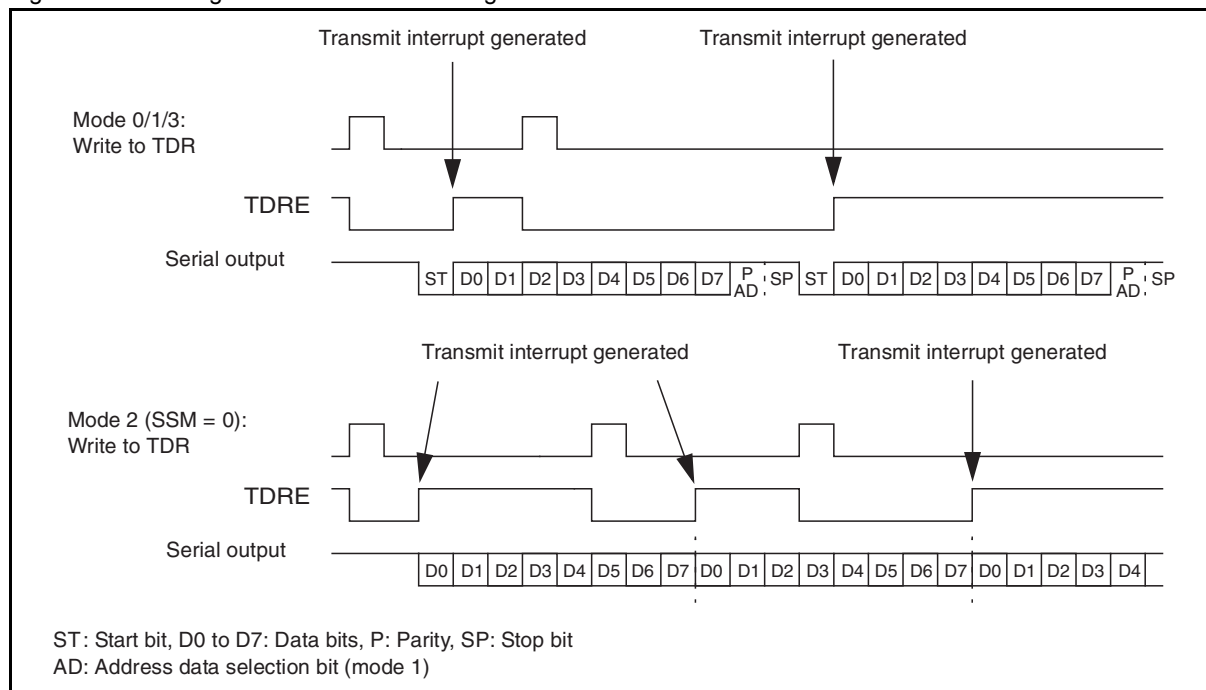 Transmit interrupt generated Transmit interrupt generated
Mode 0/1/3:
Write to TDR
TDRE
Serial output
ST D0 D1 D2 D3 D4 D5 D6 D7 P AD SP ST D0 D1 D2 D3 D4 D5 D6 D7 P AD SP
Transmit interrupt generated Transmit interrupt generated
Mode 2 (SSM = 0):
Write to TDR
TDRE
Serial output
D0 D1 D2 D3 D4 D5 D6 D7 D0 D1 D2 D3 D4 D5 D6 D7 D0 D1 D2 D3 D4
ST: Start bit, D0 to D7: Data bits, P: Parity, SP: Stop bit
AD: Address data selection bit (mode 1)